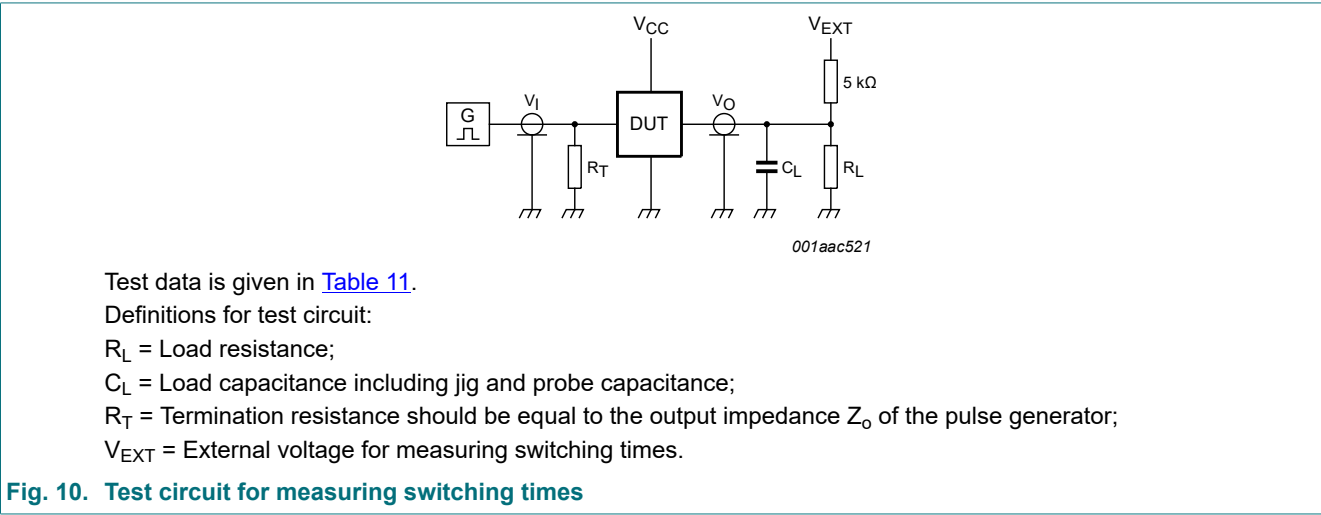 VCC VEXT
5 kΩ
G VI DUT VO
RT CL RL
001aac521
Test data is given in Table 11.
Definitions for test circuit:
RL = Load resistance;
CL = Load capacitance including jig and probe capacitance;
RT = Termination resistance should be equal to the output impedance Zo of the pulse generator;
VEXT = External voltage for measuring switching times.
Fig. 10. Test circuit for measuring switching times